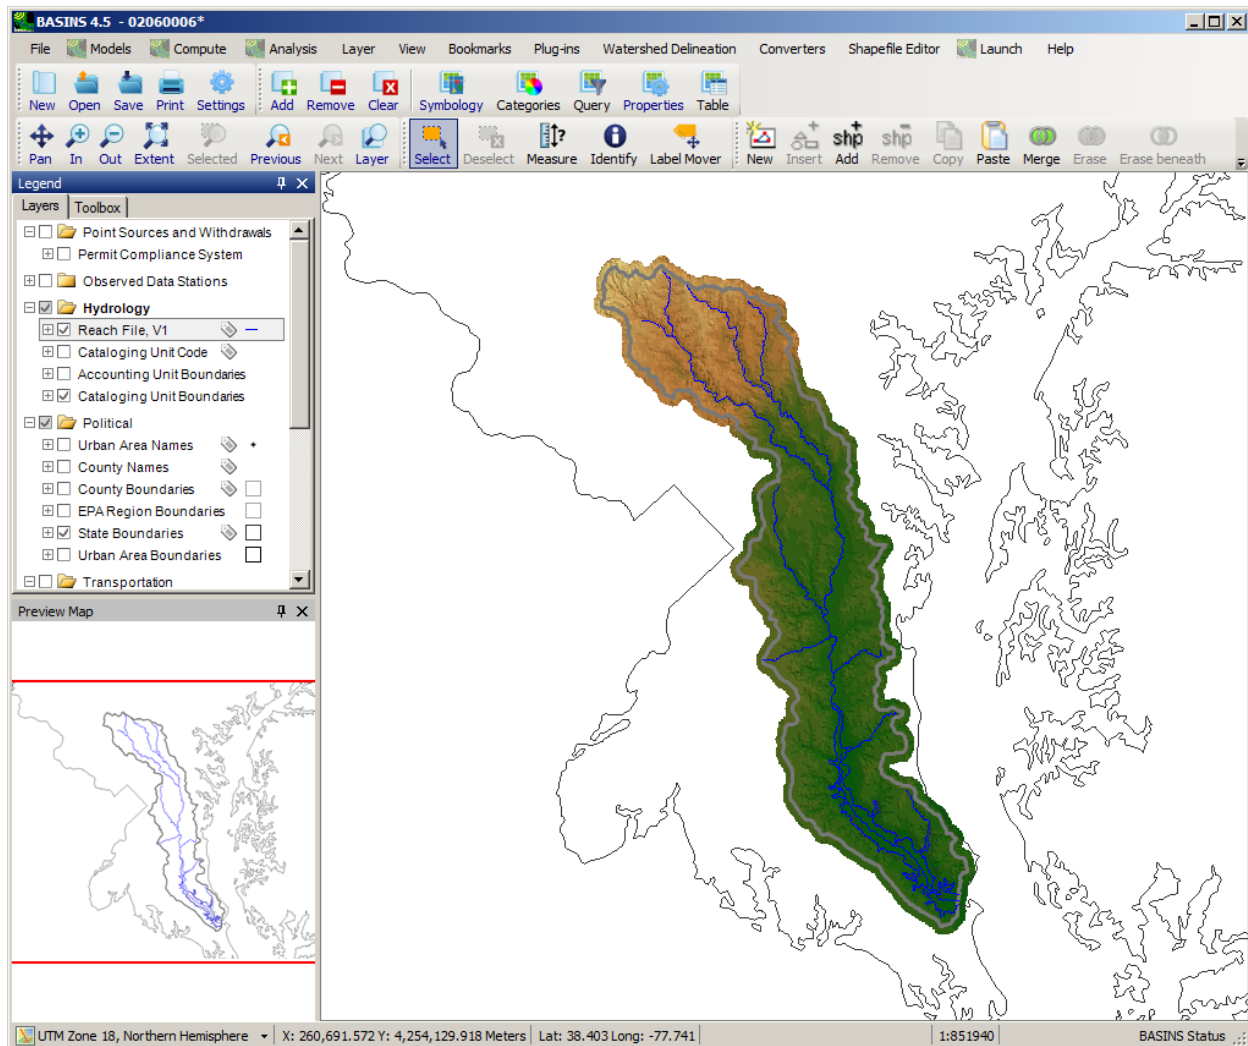 BASINS 4.5 - 02060006*
File Models Compute Analysis Layer View Bookmarks Plug-ins Watershed Delineation Converters Shapefile Editor Launch Help
New Open Save Print Settings Add Remove Clear Symbology Categories Query Properties Table
Pan In Out Extent Selected Previous Next Layer Select Deselect Measure Identify Label Mover New Insert shp Add shp Remove Copy Paste Merge Erase Erase beneath
Legend
Layers Toolbox
Point Sources and Withdrawals
Permit Compliance System
Observed Data Stations
Hydrology
Reach File, V1
Cataloging Unit Code
Accounting Unit Boundaries
Cataloging Unit Boundaries
Political
Urban Area Names
County Names
County Boundaries
EPA Region Boundaries
State Boundaries
Urban Area Boundaries
Transportation
Preview Map
UTM Zone 18, Northern Hemisphere X: 260,691.572 Y: 4,254,129.918 Meters Lat: 38.403 Long: -77.741 1:851940 BASINS Status